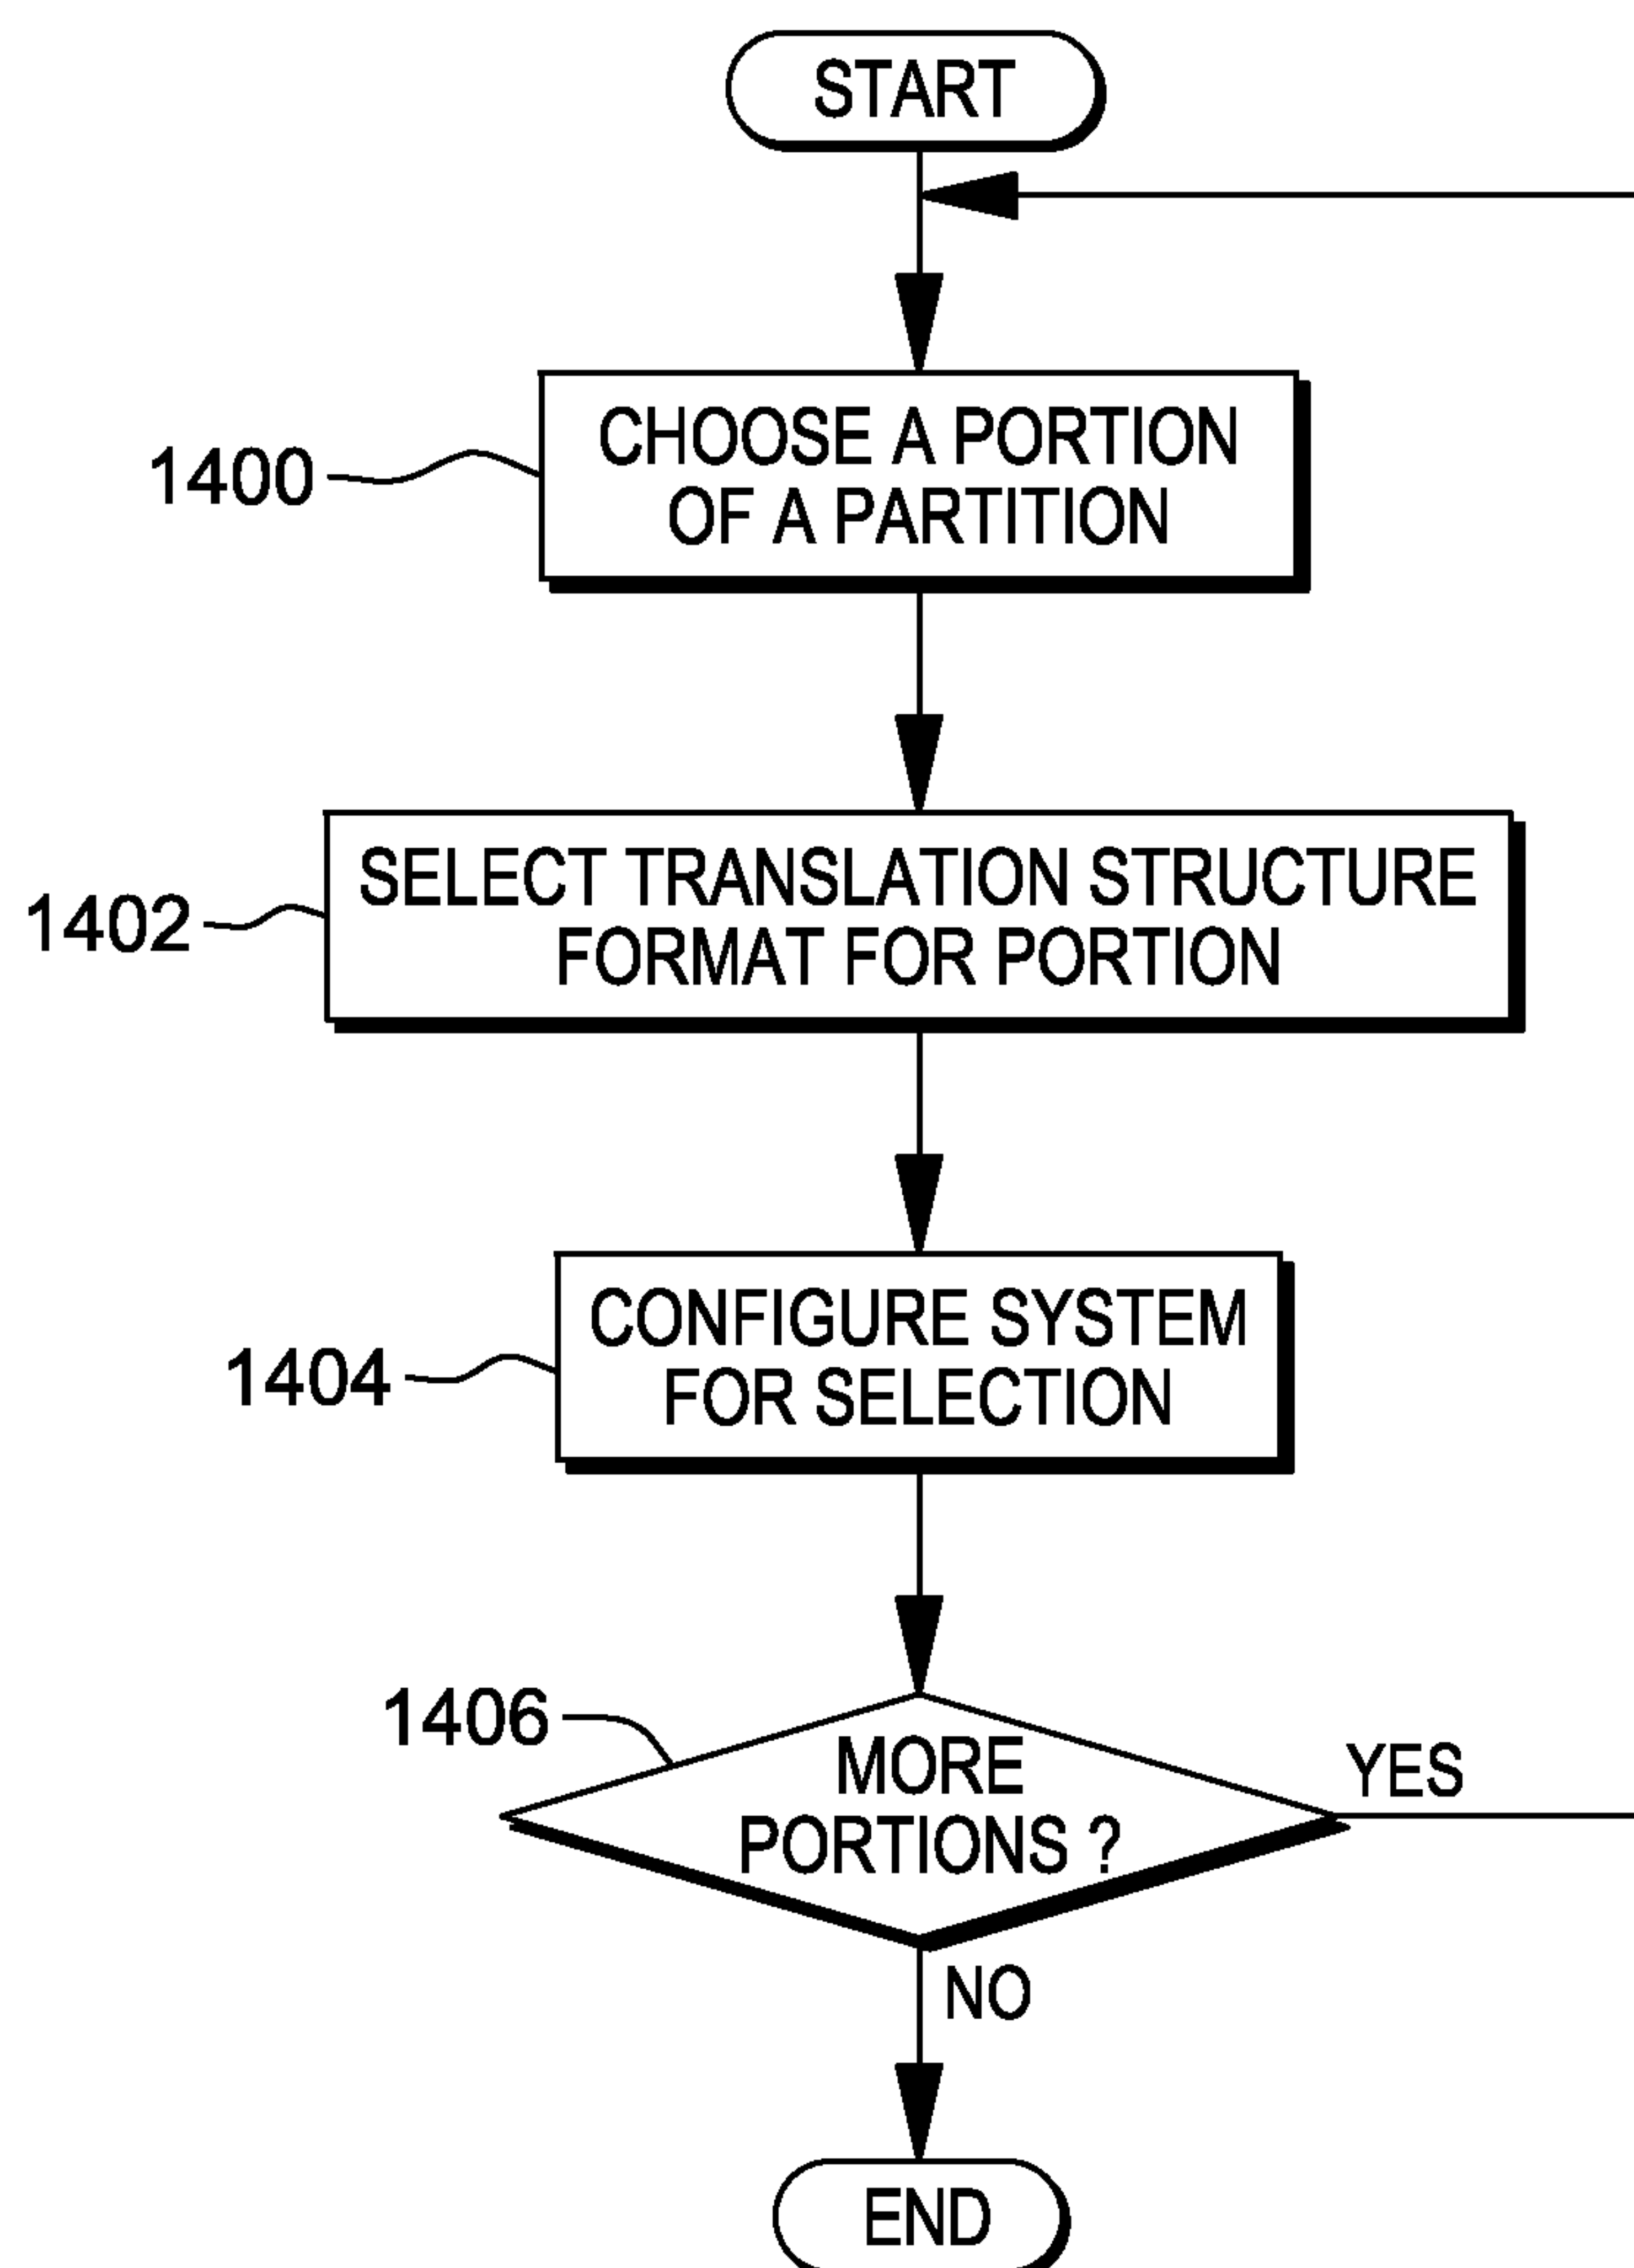 START
1400
CHOOSE A PORTION
OF A PARTITION
1402
SELECT TRANSLATION STRUCTURE
FORMAT FOR PORTION
1404
CONFIGURE SYSTEM
FOR SELECTION
1406
MORE
PORTIONS ?
YES
NO
END